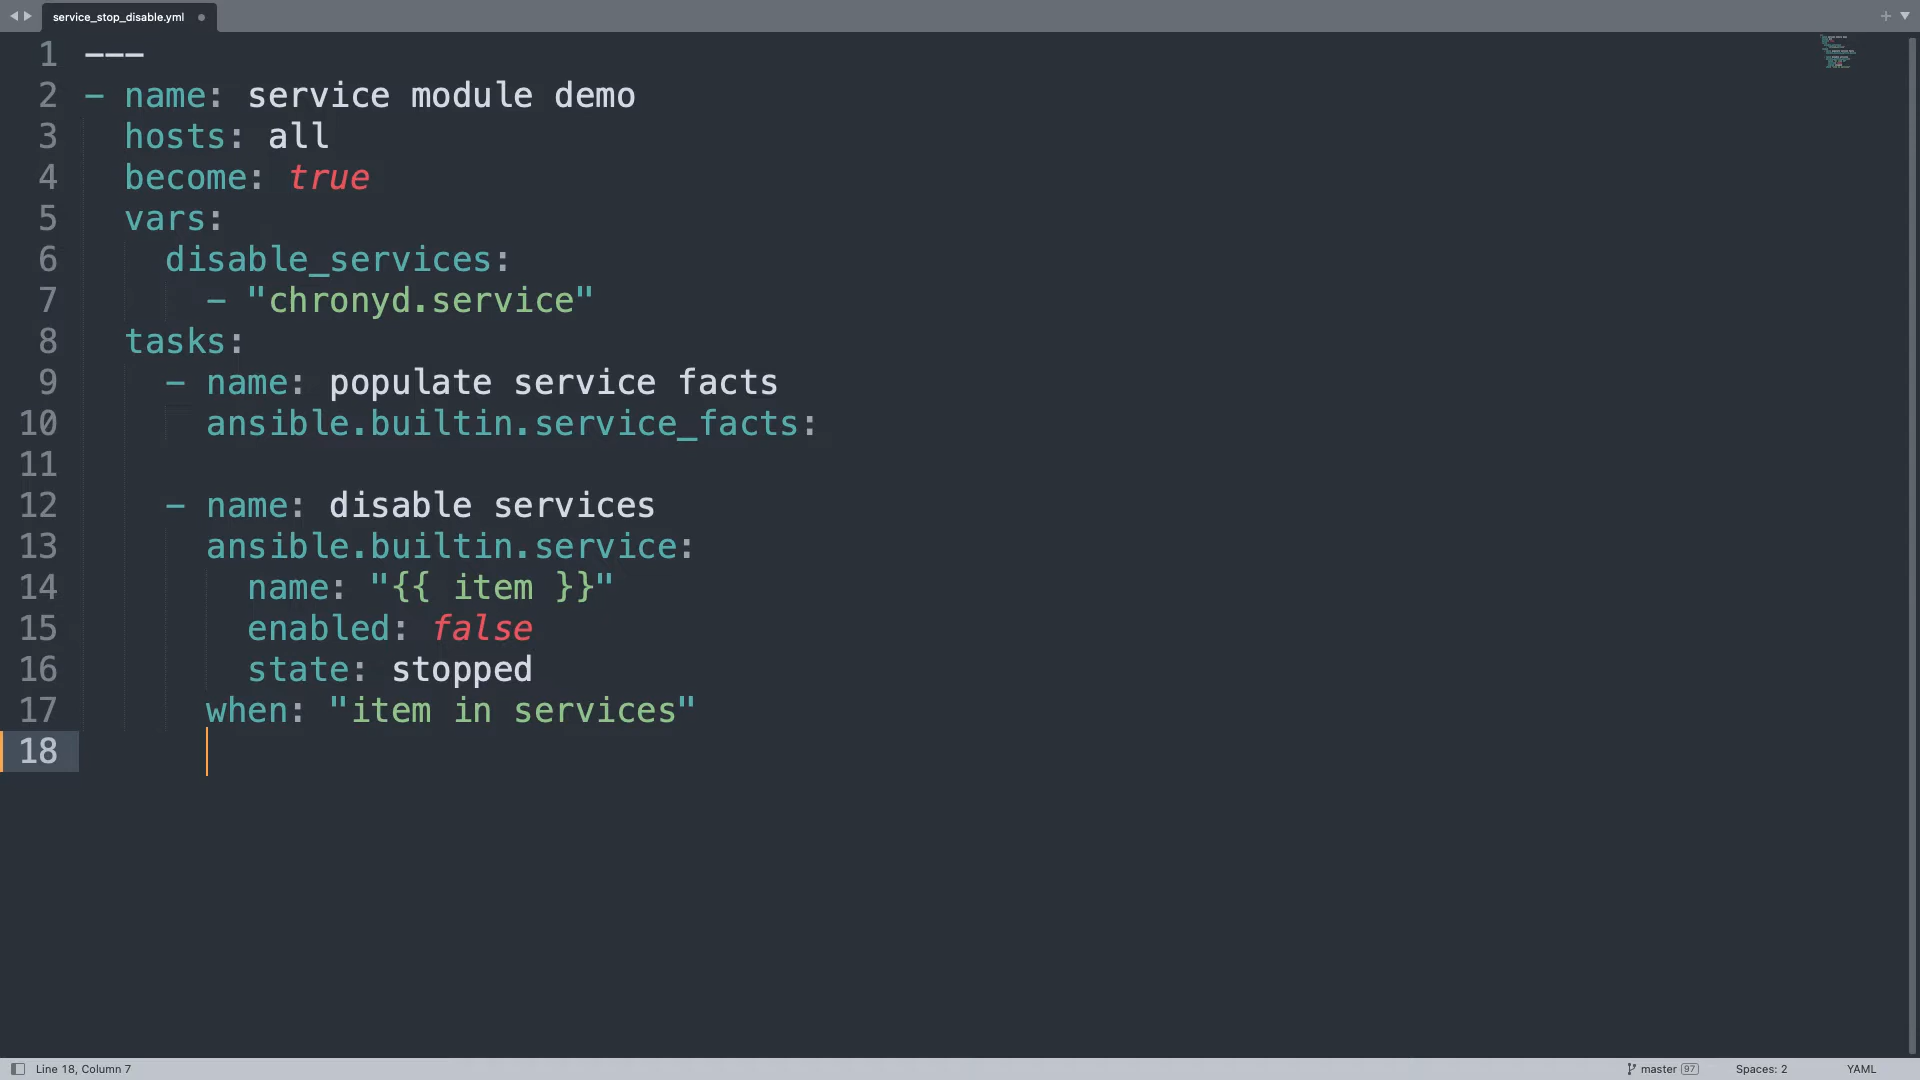 service_stop_disable.yml
1 ---
2 - name: service module demo
3   hosts: all
4   become: true
5   vars:
6     disable_services:
7       - "chronyd.service"
8   tasks:
9     - name: populate service facts
10       ansible.builtin.service_facts:
11
12     - name: disable services
13       ansible.builtin.service:
14         name: "{{ item }}"
15         enabled: false
16         state: stopped
17       when: "item in services"
18
Line 18, Column 7 master 97 Spaces: 2 YAML